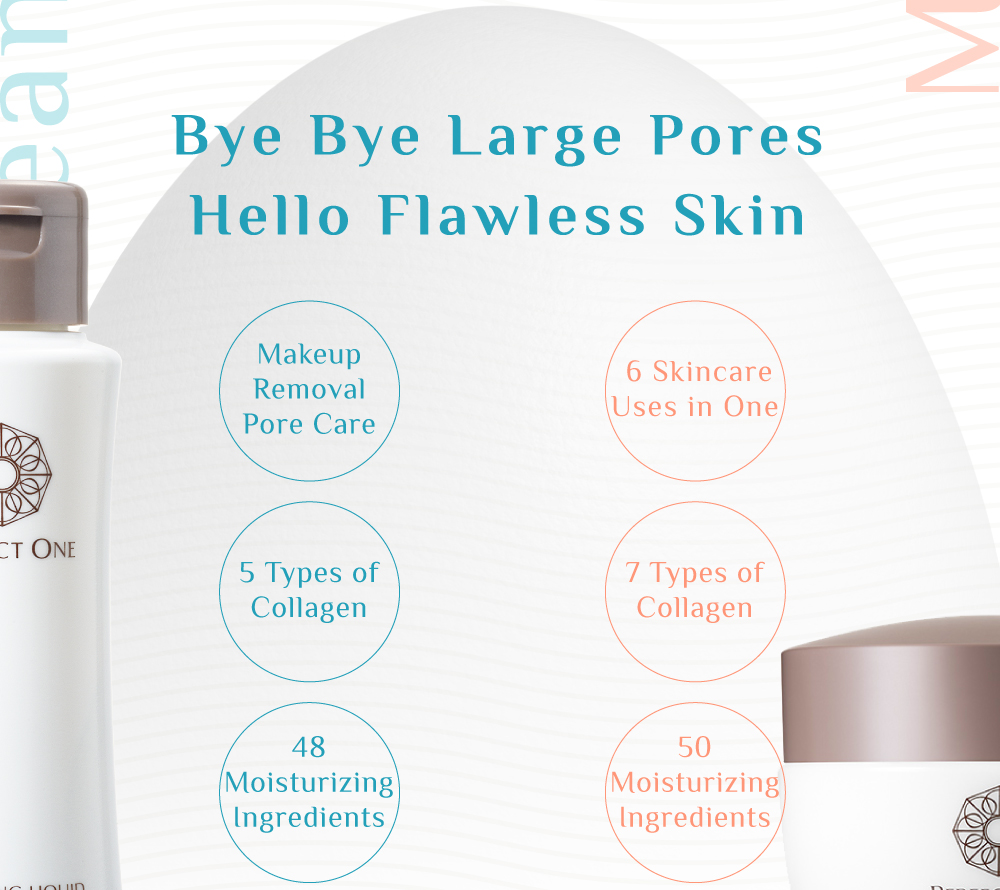 Bye Bye Large Pores
Hello Flawless Skin
Makeup
Removal
Pore Care
6 Skincare
Uses in One
5 Types of
Collagen
7 Types of
Collagen
48
Moisturizing
Ingredients
50
Moisturizing
Ingredients
One